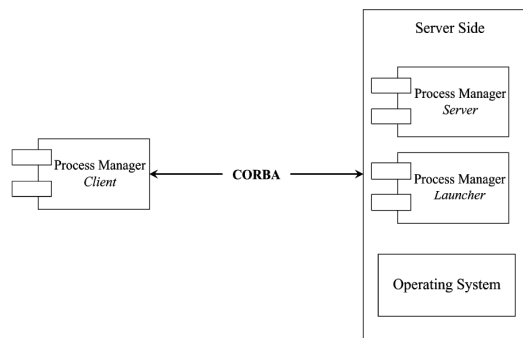 Server Side
Process Manager
Server
Process Manager
Client
CORBA
Process Manager
Launcher
Operating System